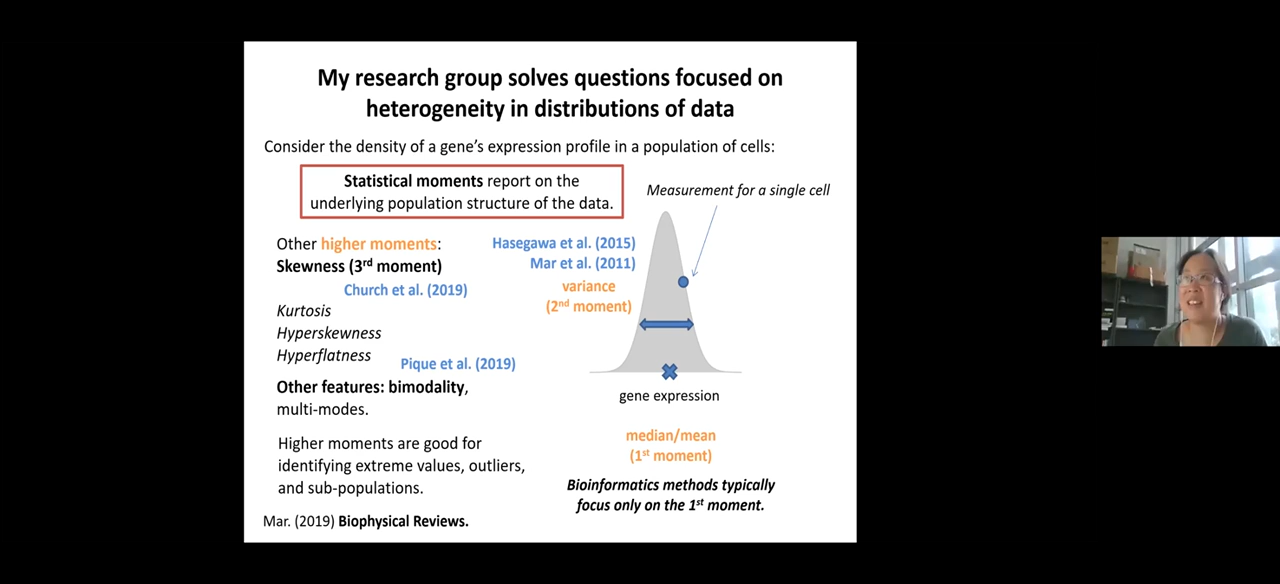 My research group solves questions focused on
heterogeneity in distributions of data
Consider the density of a gene's expression profile in a population of cells:
Statistical moments report on the
underlying population structure of the data.
Measurement for a single cell
Other higher moments:
Skewness (3rd moment)
Church et al. (2019)
Kurtosis
Hyperskewness
Hyperflatness
Pique et al. (2019)
Other features: bimodality,
multi-modes.
Higher moments are good for
identifying extreme values, outliers,
and sub-populations.
Mar. (2019) Biophysical Reviews.
Hasegawa et al. (2015)
Mar et al. (2011)
variance
(2nd moment)
gene expression
median/mean
(1st moment)
Bioinformatics methods typically
focus only on the 1st moment.